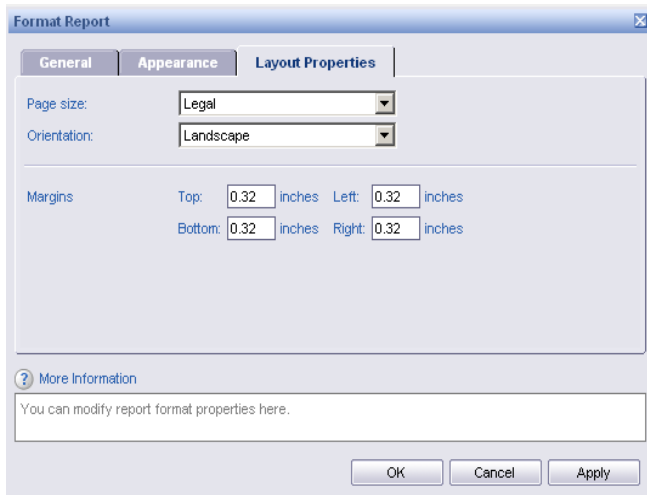 Format Report
General Appearance Layout Properties
Page size: Legal
Orientation: Landscape
Margins Top: 0.32 inches Left: 0.32 inches
Bottom: 0.32 inches Right: 0.32 inches
? More Information
You can modify report format properties here.
OK Cancel Apply